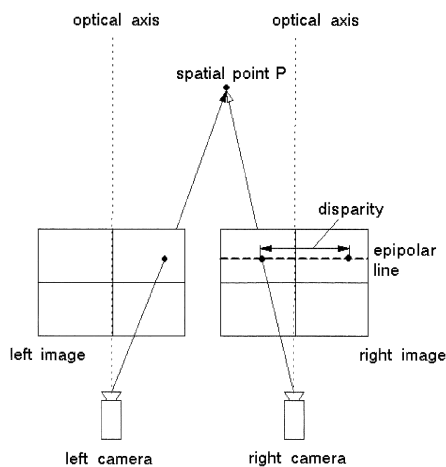 optical axis
optical axis
spatial point P
disparity
epipolar
line
left image
right image
left camera
right camera